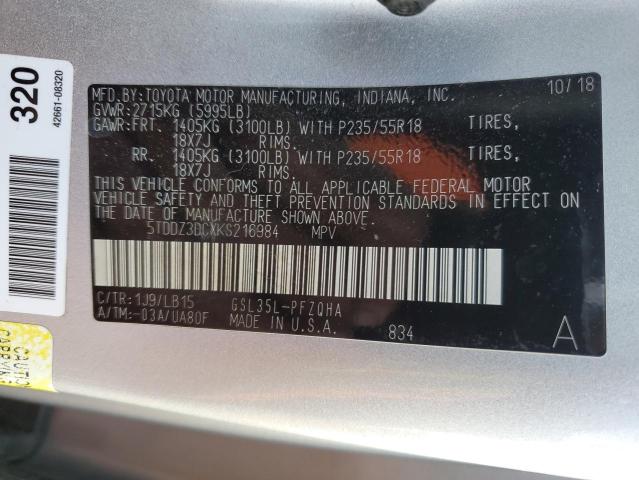 320
42661-08320
MFD.BY:TOYOTA MOTOR MANUFACTURING, INDIANA, INC. 10/18
GVWR:2715KG (5995LB)
GAWR:FRT. 1405KG (3100LB) WITH P235/55R18 TIRES,
18X7J RIMS.
RR. 1405KG (3100LB) WITH P235/55R18 TIRES,
18X7J RIMS.
THIS VEHICLE CONFORMS TO ALL APPLICABLE FEDERAL MOTOR
VEHICLE SAFETY AND THEFT PREVENTION STANDARDS IN EFFECT ON
THE DATE OF MANUFACTURE SHOWN ABOVE.
5TDDZ3DCXKS216984 MPV
C/TR:1J9/LB15 GSL35L-PFZQHA
A/TM:-03A/UA80F MADE IN U.S.A. 834 A
CAUTIO
CARRYING